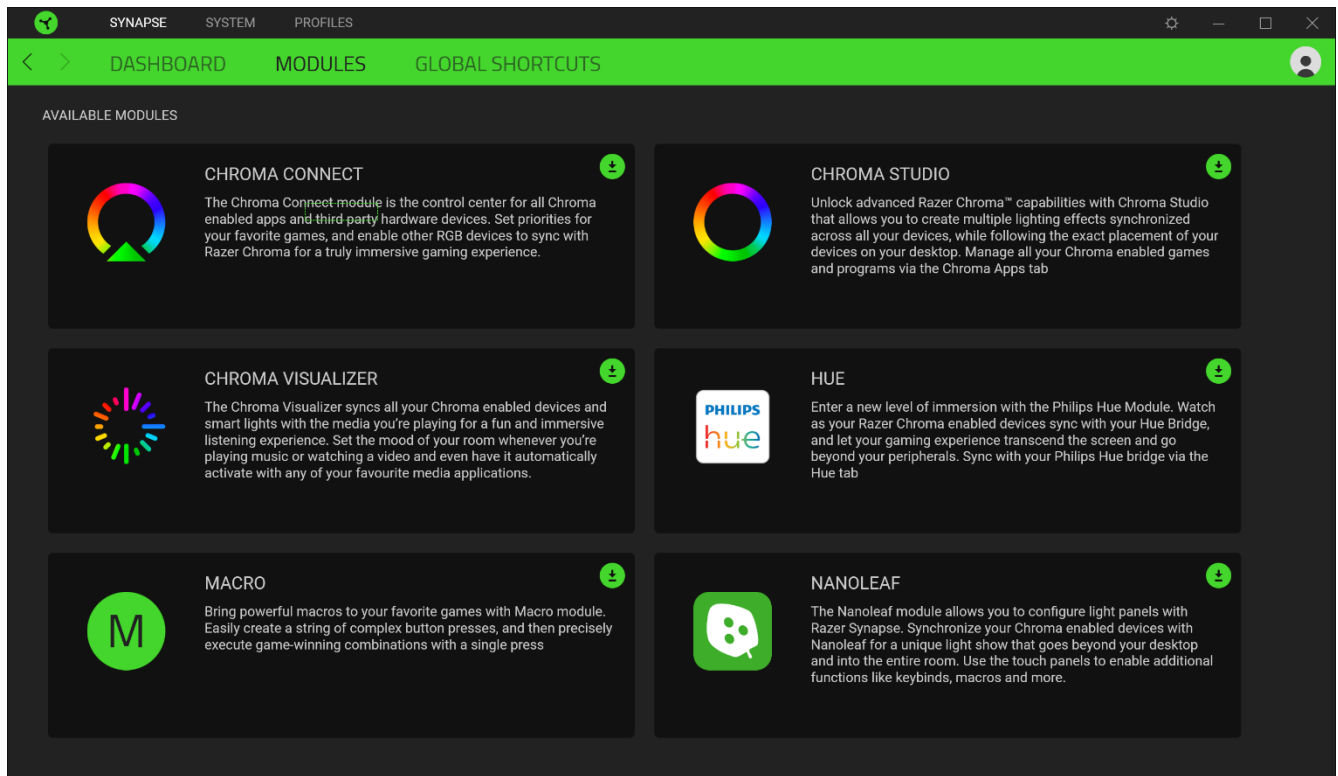 SYNAPSE SYSTEM PROFILES
DASHBOARD MODULES GLOBAL SHORTCUTS
AVAILABLE MODULES
CHROMA CONNECT
The Chroma Connect module is the control center for all Chroma
enabled apps and third party hardware devices. Set priorities for
your favorite games, and enable other RGB devices to sync with
Razer Chroma for a truly immersive gaming experience.
CHROMA STUDIO
Unlock advanced Razer Chroma™ capabilities with Chroma Studio
that allows you to create multiple lighting effects synchronized
across all your devices, while following the exact placement of your
devices on your desktop. Manage all your Chroma enabled games
and programs via the Chroma Apps tab
CHROMA VISUALIZER
The Chroma Visualizer syncs all your Chroma enabled devices and
smart lights with the media you're playing for a fun and immersive
listening experience. Set the mood of your room whenever you're
playing music or watching a video and even have it automatically
activate with any of your favourite media applications.
PHILIPS
hue
HUE
Enter a new level of immersion with the Philips Hue Module. Watch
as your Razer Chroma enabled devices sync with your Hue Bridge,
and let your gaming experience transcend the screen and go
beyond your peripherals. Sync with your Philips Hue bridge via the
Hue tab
M
MACRO
Bring powerful macros to your favorite games with Macro module.
Easily create a string of complex button presses, and then precisely
execute game-winning combinations with a single press
NANOLEAF
The Nanoleaf module allows you to configure light panels with
Razer Synapse. Synchronize your Chroma enabled devices with
Nanoleaf for a unique light show that goes beyond your desktop
and into the entire room. Use the touch panels to enable additional
functions like keybinds, macros and more.